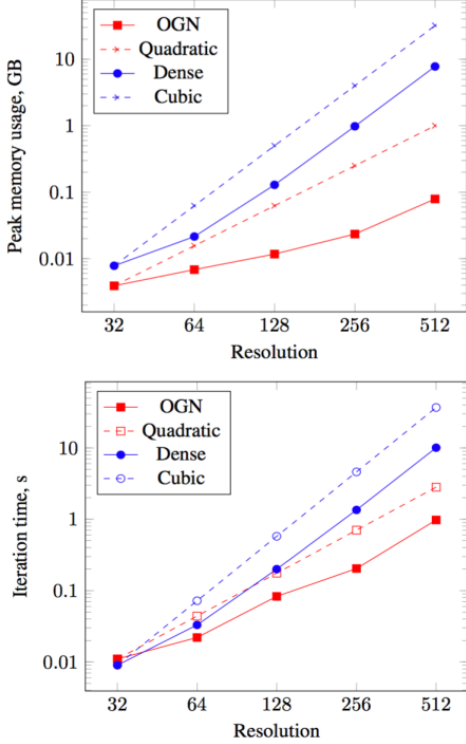 OGN
Quadratic
Dense
Cubic
10
1
0.1
0.01
Peak memory usage, GB
32 64 128 256 512
Resolution
OGN
Quadratic
Dense
Cubic
10
1
0.1
0.01
Iteration time, s
32 64 128 256 512
Resolution